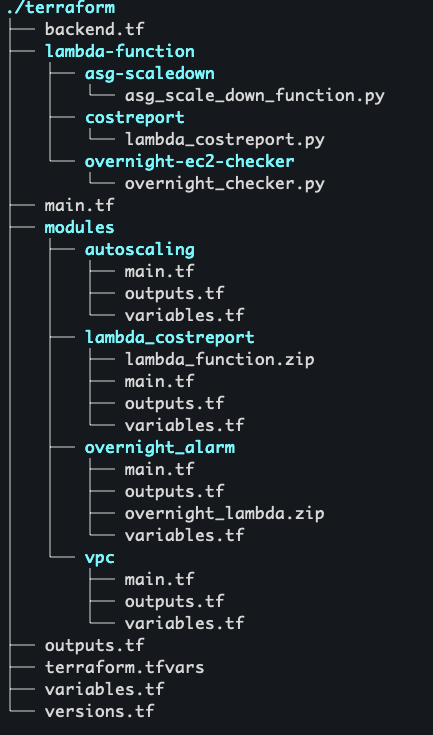 ./terraform
├── backend.tf
├── lambda-function
│   ├── asg-scaledown
│   │   └── asg_scale_down_function.py
│   ├── costreport
│   │   └── lambda_costreport.py
│   └── overnight-ec2-checker
│       └── overnight_checker.py
├── main.tf
├── modules
│   ├── autoscaling
│   │   ├── main.tf
│   │   ├── outputs.tf
│   │   └── variables.tf
│   ├── lambda_costreport
│   │   ├── lambda_function.zip
│   │   ├── main.tf
│   │   ├── outputs.tf
│   │   └── variables.tf
│   ├── overnight_alarm
│   │   ├── main.tf
│   │   ├── outputs.tf
│   │   ├── overnight_lambda.zip
│   │   └── variables.tf
│   └── vpc
│       ├── main.tf
│       ├── outputs.tf
│       └── variables.tf
├── outputs.tf
├── terraform.tfvars
├── variables.tf
└── versions.tf